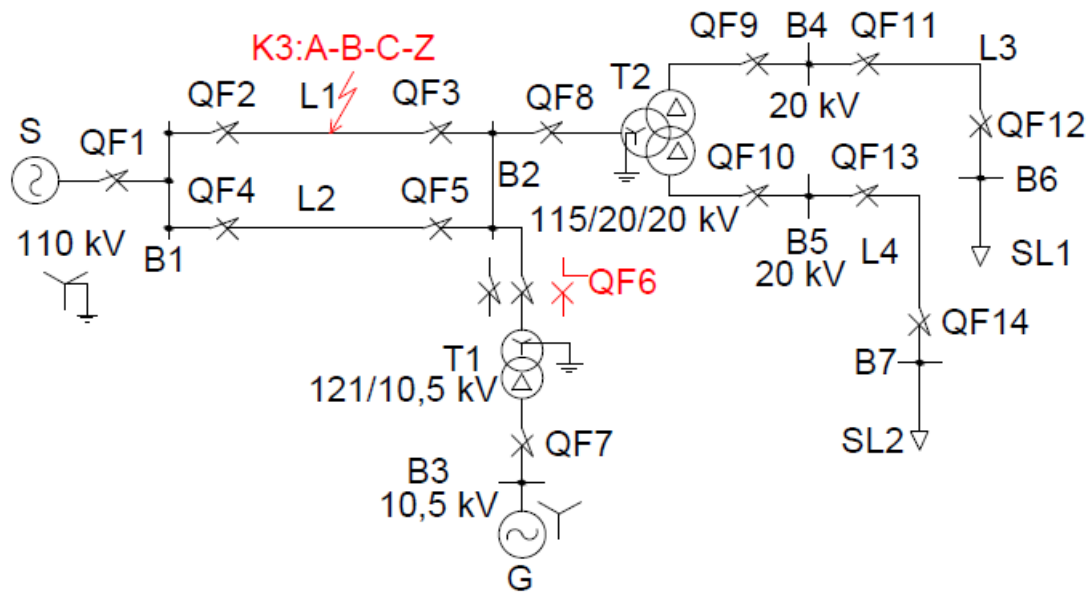 QF9
B4
QF11
K3:A-B-C-Z
T2
L3
QF2
L1
QF3
QF8
20 kV
S
QF1
QF12
QF10
QF13
B2
B6
QF4
L2
QF5
115/20/20 kV
110 kV
B1
B5
20 kV
L4
SL1
QF6
QF14
T1
B7
121/10,5 kV
SL2
QF7
B3
10,5 kV
G